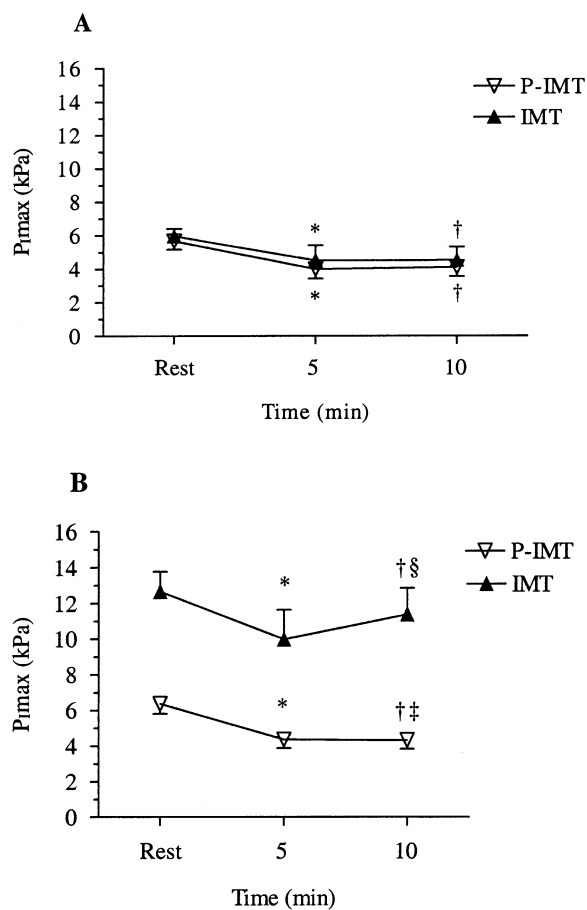 A
16
14
12
10
8
6
4
2
0
PImax (kPa)
P-IMT
IMT
*
†
*
†
Rest 5 10
Time (min)
B
16
14
12
10
8
6
4
2
0
PImax (kPa)
P-IMT
IMT
*
†§
*
†‡
Rest 5 10
Time (min)